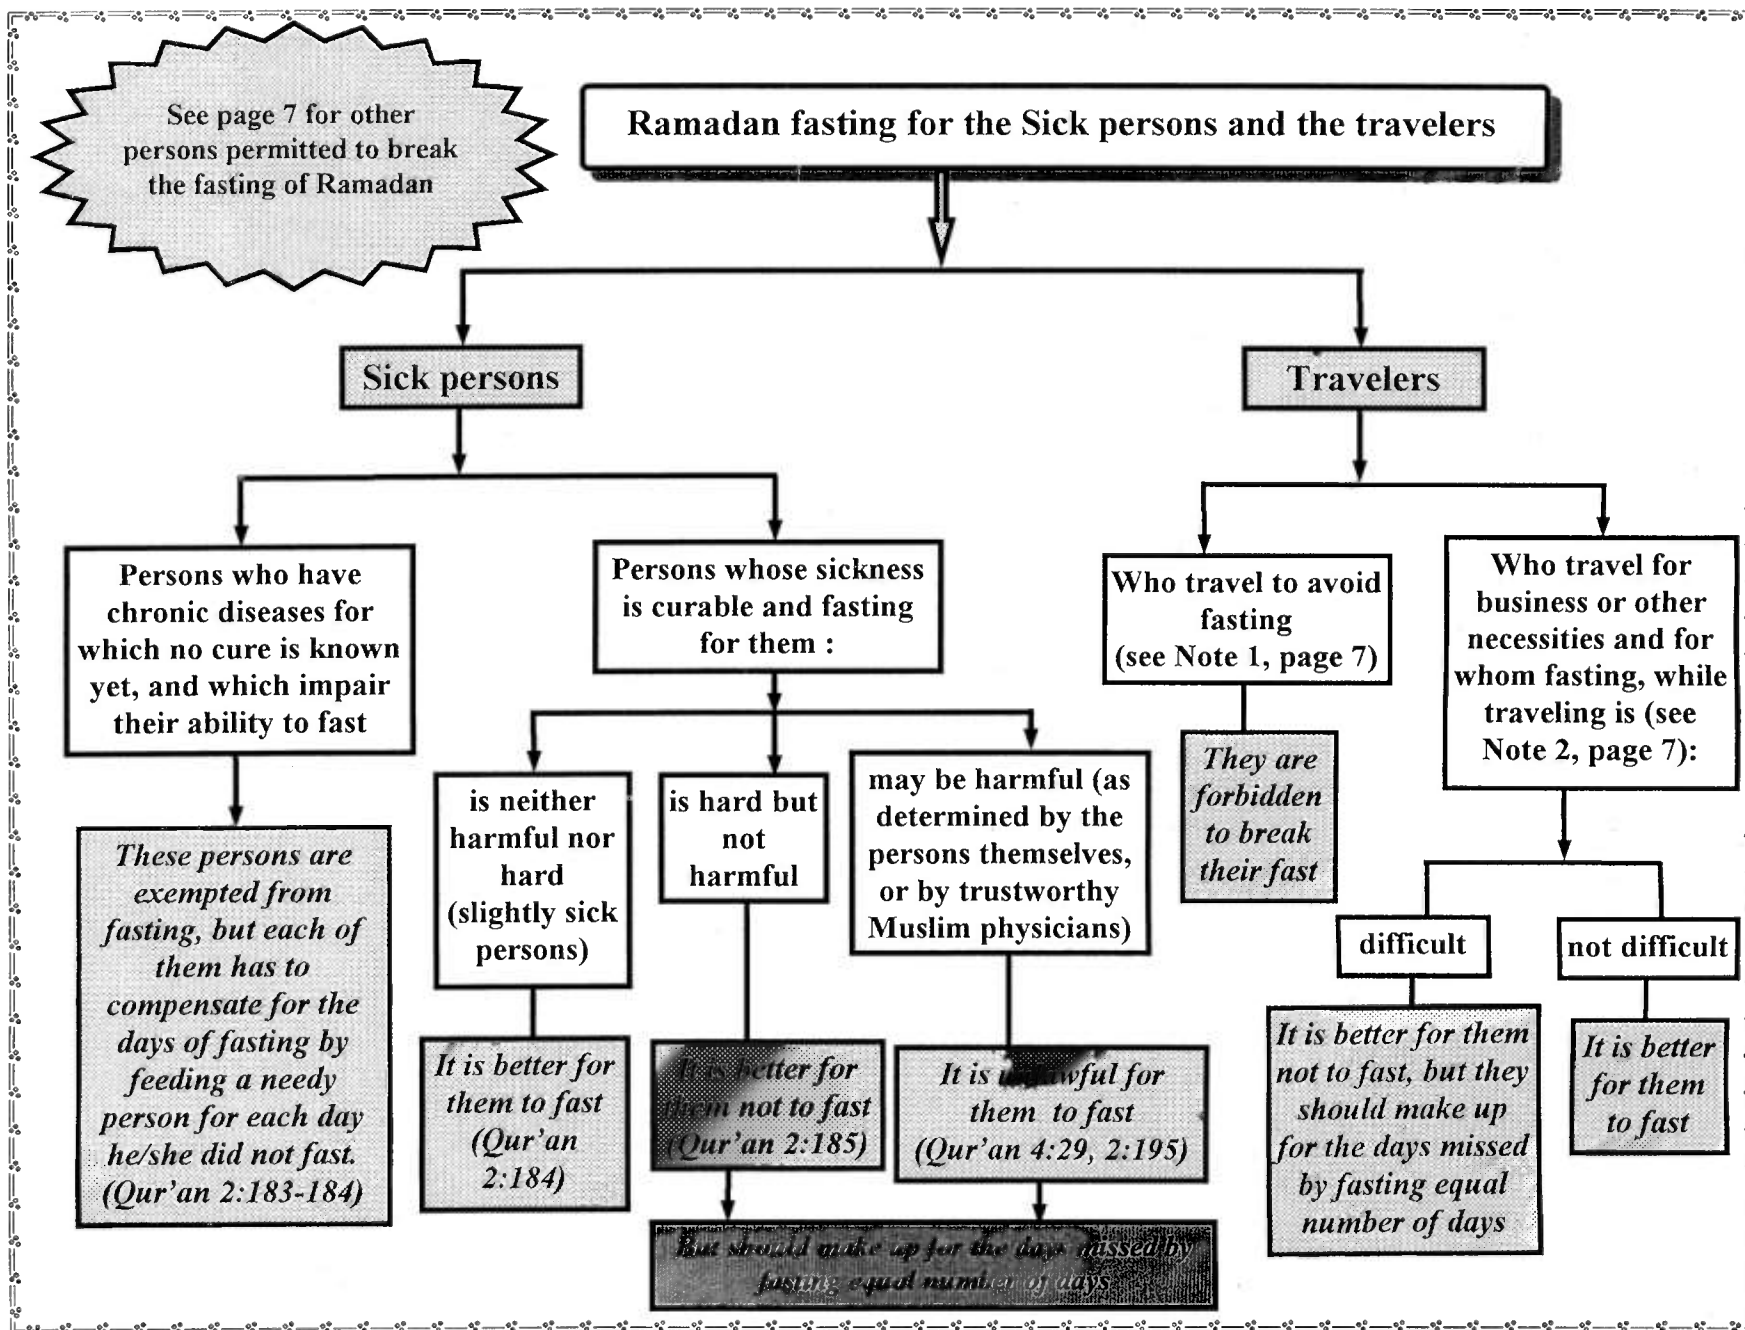 See page 7 for other
persons permitted to break
the fasting of Ramadan
Ramadan fasting for the Sick persons and the travelers
Sick persons
Travelers
Persons who have
chronic diseases for
which no cure is known
yet, and which impair
their ability to fast
Persons whose sickness
is curable and fasting
for them :
Who travel to avoid
fasting
(see Note 1, page 7)
Who travel for
business or other
necessities and for
whom fasting, while
traveling is (see
Note 2, page 7):
is neither
harmful nor
hard
(slightly sick
persons)
is hard but
not
harmful
may be harmful (as
determined by the
persons themselves,
or by trustworthy
Muslim physicians)
They are
forbidden
to break
their fast
difficult
not difficult
These persons are
exempted from
fasting, but each of
them has to
compensate for the
days of fasting by
feeding a needy
person for each day
he/she did not fast.
(Qur'an 2:183-184)
It is better for
them to fast
(Qur'an
2:184)
It is better for
them not to fast
(Qur'an 2:185)
It is unlawful for
them to fast
(Qur'an 4:29, 2:195)
It is better for them
not to fast, but they
should make up
for the days missed
by fasting equal
number of days
It is better
for them
to fast
But should make up for the days missed by
fasting equal number of days